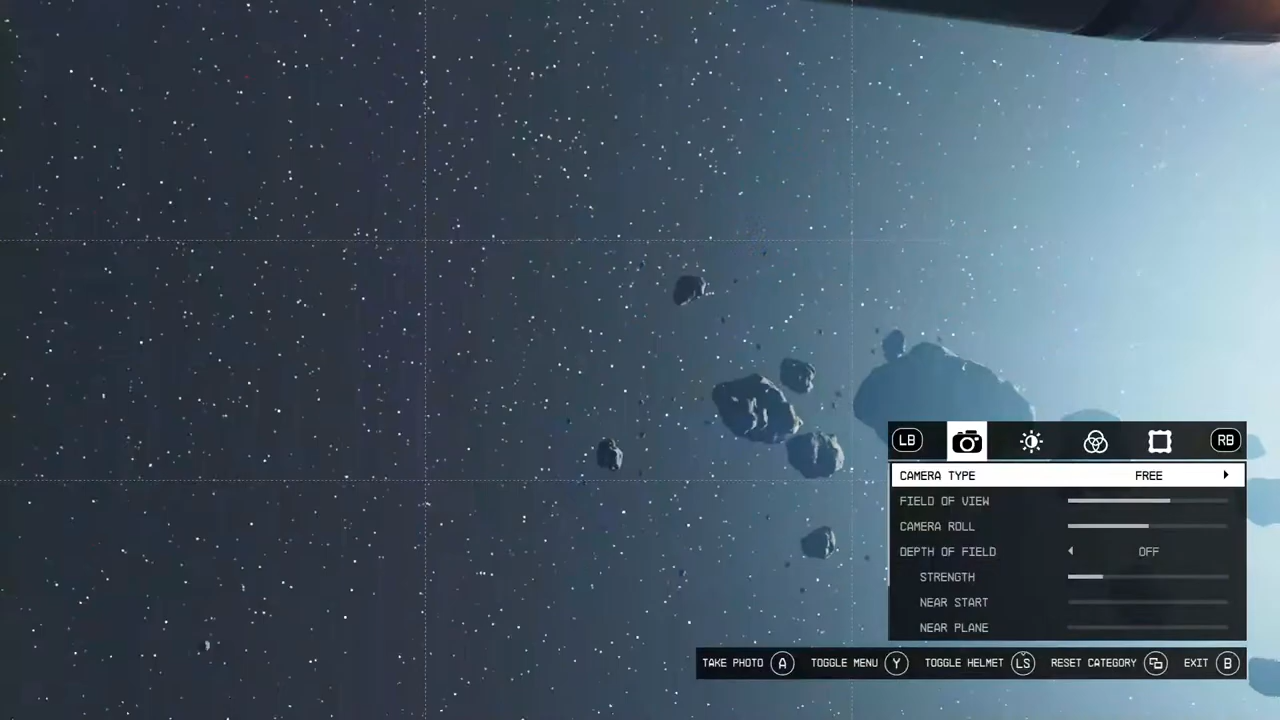 LB RB
CAMERA TYPE FREE
FIELD OF VIEW
CAMERA ROLL
DEPTH OF FIELD OFF
STRENGTH
NEAR START
NEAR PLANE
TAKE PHOTO A TOGGLE MENU Y TOGGLE HELMET LS RESET CATEGORY EXIT B